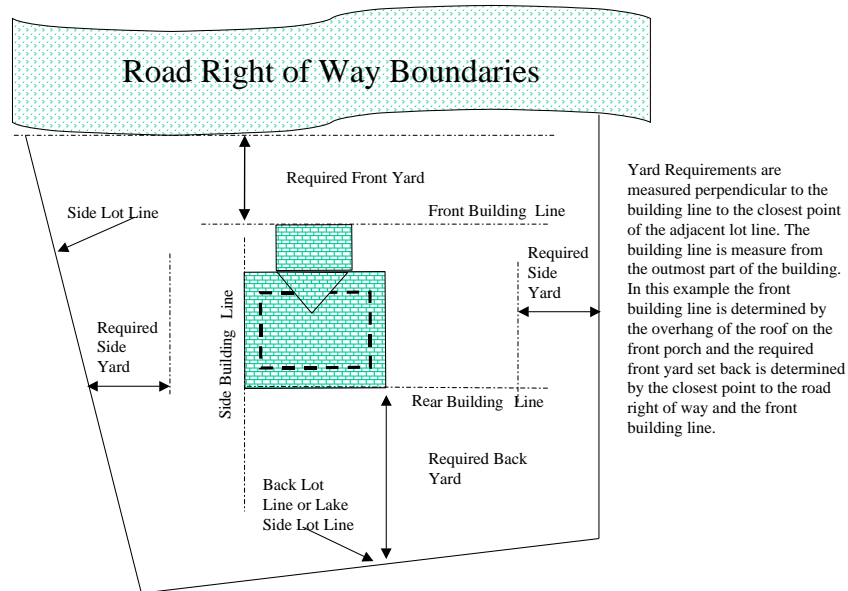 Road Right of Way Boundaries
Required Front Yard
Side Lot Line
Front Building Line
Required
Side
Yard
Required
Side
Yard
Side Building Line
Rear Building Line
Required Back
Yard
Back Lot
Line or Lake
Side Lot Line
Yard Requirements are
measured perpendicular to the
building line to the closest point
of the adjacent lot line. The
building line is measure from
the outmost part of the building.
In this example the front
building line is determined by
the overhang of the roof on the
front porch and the required
front yard set back is determined
by the closest point to the road
right of way and the front
building line.